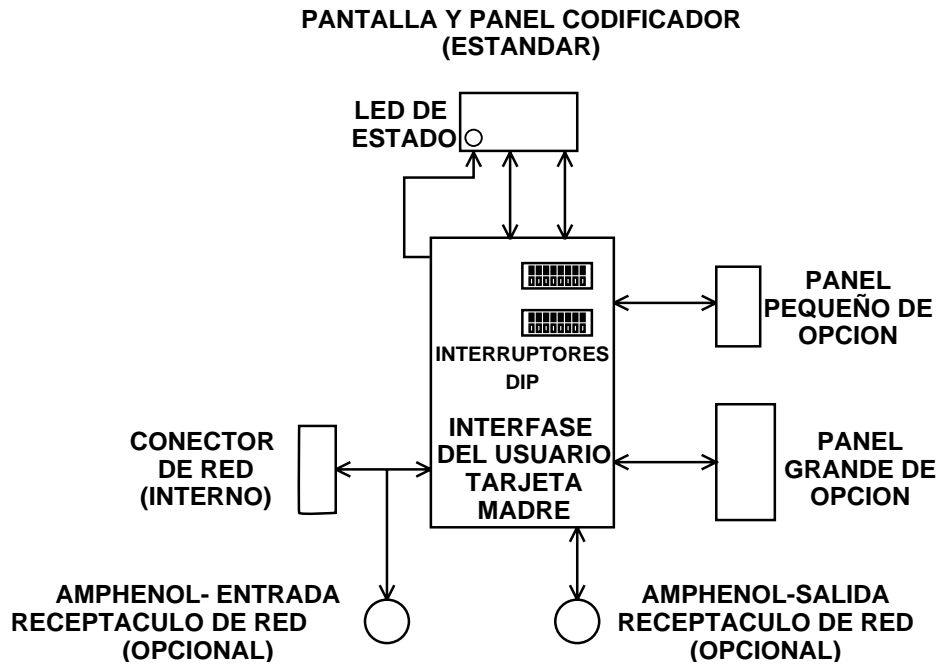 PANTALLA Y PANEL CODIFICADOR
(ESTANDAR)
LED DE
ESTADO
INTERRUPTORES
DIP
INTERFASE
DEL USUARIO
TARJETA
MADRE
PANEL
PEQUEÑO DE
OPCION
PANEL
GRANDE DE
OPCION
CONECTOR
DE RED
(INTERNO)
AMPHENOL- ENTRADA
RECEPTACULO DE RED
(OPCIONAL)
AMPHENOL-SALIDA
RECEPTACULO DE RED
(OPCIONAL)